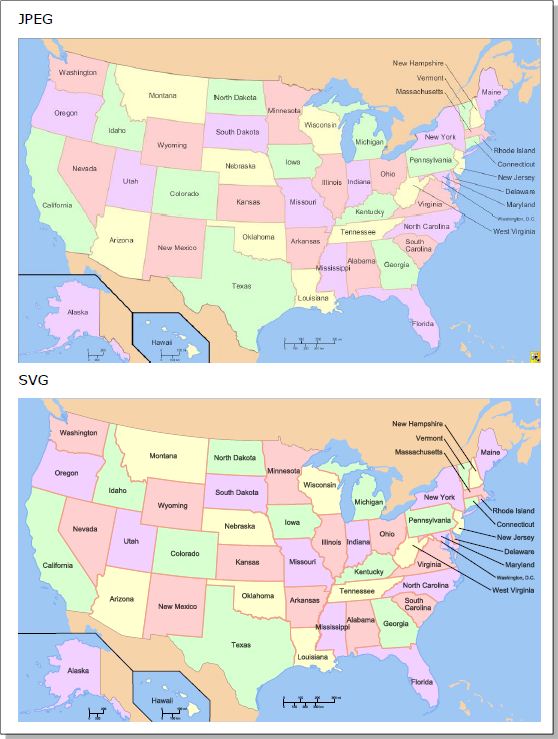 JPEG
Washington
Montana
North Dakota
Minnesota
New Hampshire
Vermont
Massachusetts
Maine
Oregon
Idaho
Wyoming
South Dakota
Wisconsin
Michigan
New York
Rhode Island
Connecticut
New Jersey
Delaware
Maryland
Washington, D.C.
West Virginia
Nevada
Utah
Colorado
Nebraska
Iowa
Illinois
Indiana
Ohio
Pennsylvania
California
Kansas
Missouri
Kentucky
Virginia
Arizona
New Mexico
Oklahoma
Arkansas
Tennessee
North Carolina
South
Carolina
Texas
Louisiana
Mississippi
Alabama
Georgia
Florida
Alaska
Hawaii
SVG
Washington
Montana
North Dakota
Minnesota
New Hampshire
Vermont
Massachusetts
Maine
Oregon
Idaho
Wyoming
South Dakota
Wisconsin
Michigan
New York
Rhode Island
Connecticut
New Jersey
Delaware
Maryland
Washington, D.C.
West Virginia
Nevada
Utah
Colorado
Nebraska
Iowa
Illinois
Indiana
Ohio
Pennsylvania
California
Kansas
Missouri
Kentucky
Virginia
Arizona
New Mexico
Oklahoma
Arkansas
Tennessee
North Carolina
South
Carolina
Texas
Louisiana
Mississippi
Alabama
Georgia
Florida
Alaska
Hawaii